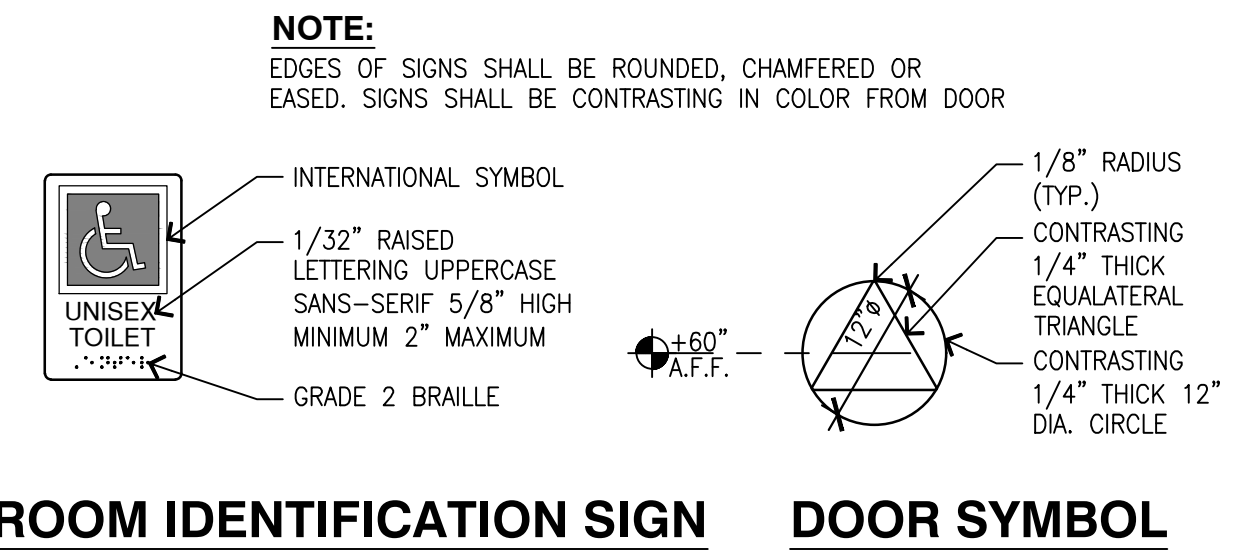 NOTE:
EDGES OF SIGNS SHALL BE ROUNDED, CHAMFERED OR
EASED. SIGNS SHALL BE CONTRASTING IN COLOR FROM DOOR
INTERNATIONAL SYMBOL
1/32” RAISED
LETTERING UPPERCASE
SANS-SERIF 5/8” HIGH
MINIMUM 2” MAXIMUM
GRADE 2 BRAILLE
UNISEX
TOILET
+60”
A.F.F.
12”ø
1/8” RADIUS
(TYP.)
CONTRASTING
1/4” THICK
EQUALATERAL
TRIANGLE
CONTRASTING
1/4” THICK 12”
DIA. CIRCLE
ROOM IDENTIFICATION SIGN
DOOR SYMBOL